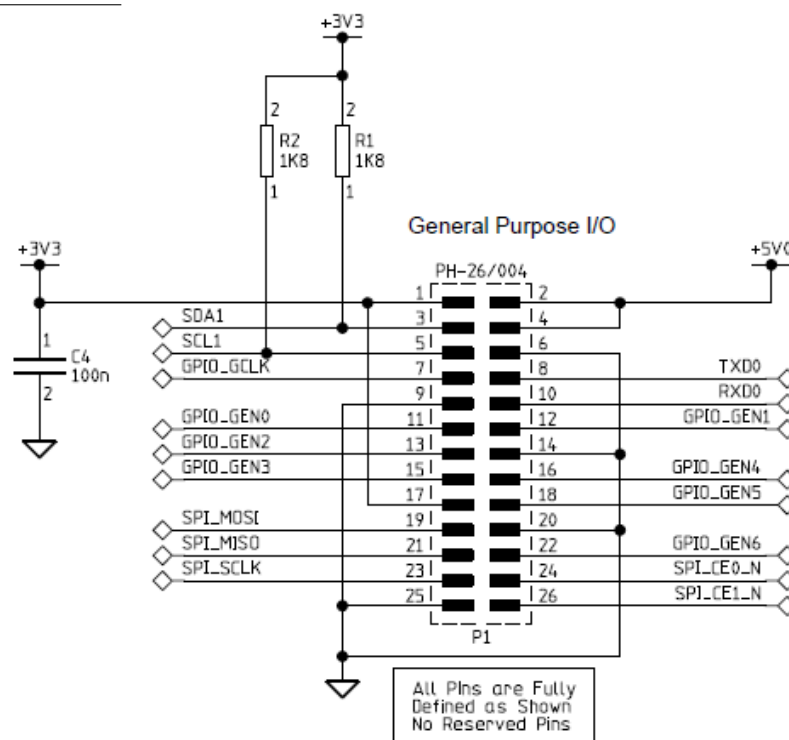 +3V3
2
R2
1K8
1
2
R1
1K8
1
General Purpose I/O
+3V3
+5V0
PH-26/004
1
C4
100n
2
1 2
SDA1 3 4
SCL1 5 6
GPIO_GCLK 7 8 TXD0
9 10 RXD0
GPIO_GEN0 11 12 GPIO_GEN1
GPIO_GEN2 13 14
GPIO_GEN3 15 16 GPIO_GEN4
17 18 GPIO_GEN5
SPI_MOSI 19 20
SPI_MISO 21 22 GPIO_GEN6
SPI_SCLK 23 24 SPI_CE0_N
25 26 SPI_CE1_N
P1
All Pins are Fully
Defined as Shown
No Reserved Pins